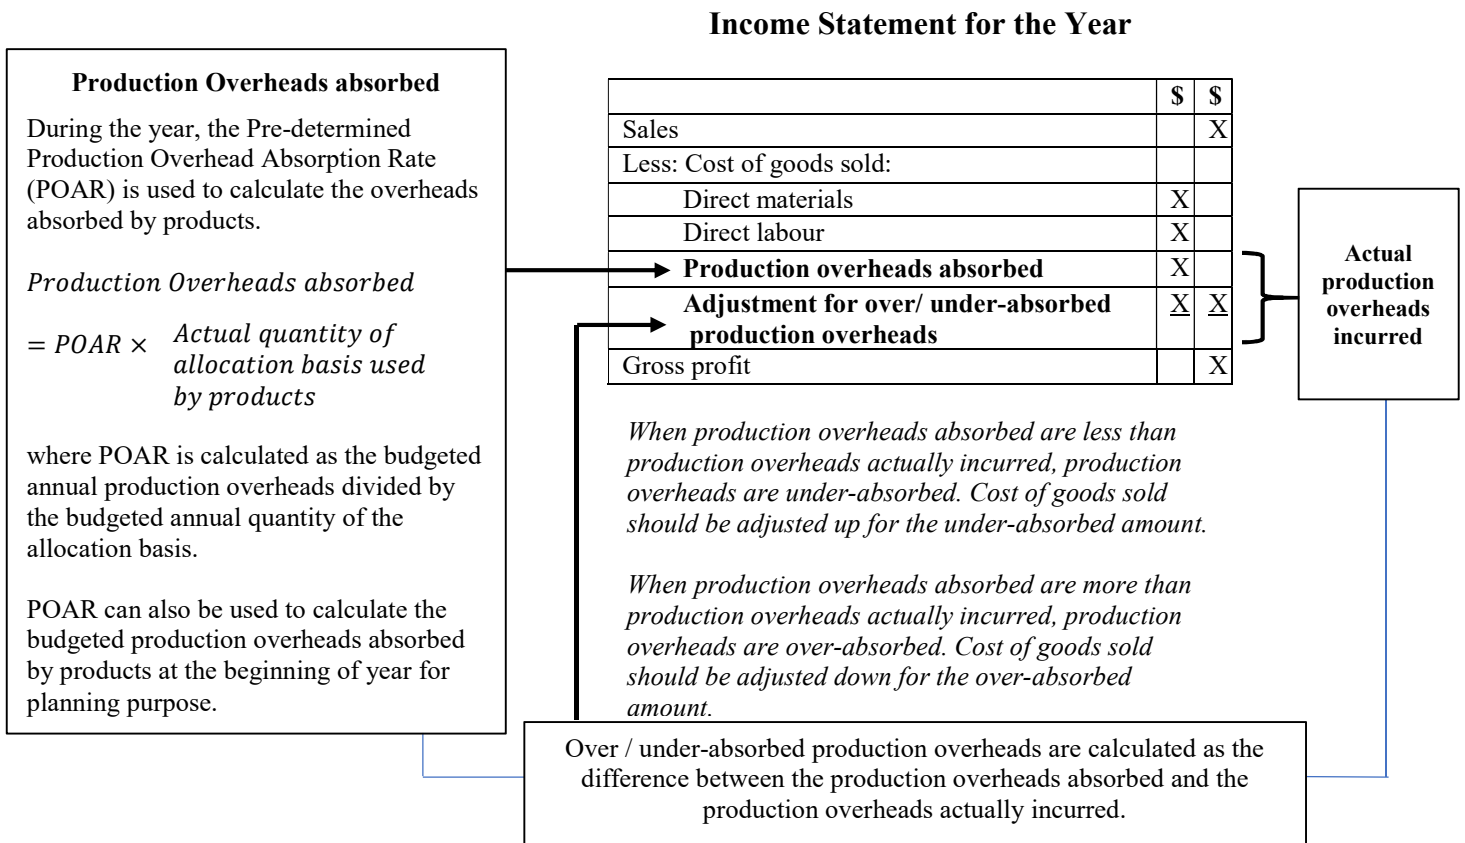 Income Statement for the Year
Production Overheads absorbed
During the year, the Pre-determined
Production Overhead Absorption Rate
(POAR) is used to calculate the overheads
absorbed by products.
Production Overheads absorbed
= POAR × Actual quantity of
allocation basis used
by products
where POAR is calculated as the budgeted
annual production overheads divided by
the budgeted annual quantity of the
allocation basis.
POAR can also be used to calculate the
budgeted production overheads absorbed
by products at the beginning of year for
planning purpose.
$ $
Sales X
Less: Cost of goods sold:
Direct materials X
Direct labour X
Production overheads absorbed X
Adjustment for over/ under-absorbed X X
production overheads
Gross profit X
Actual
production
overheads
incurred
When production overheads absorbed are less than
production overheads actually incurred, production
overheads are under-absorbed. Cost of goods sold
should be adjusted up for the under-absorbed amount.
When production overheads absorbed are more than
production overheads actually incurred, production
overheads are over-absorbed. Cost of goods sold
should be adjusted down for the over-absorbed
amount.
Over / under-absorbed production overheads are calculated as the
difference between the production overheads absorbed and the
production overheads actually incurred.